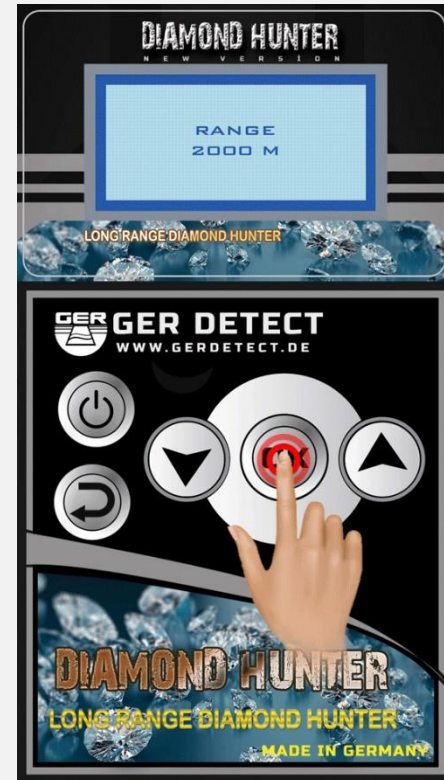 DIAMOND HUNTER
NEW VERSION
RANGE
2000 M
LONG RANGE DIAMOND HUNTER
GER
GER DETECT
WWW.GERDETECT.DE
DIAMOND HUNTER
LONG RANGE DIAMOND HUNTER
MADE IN GERMANY